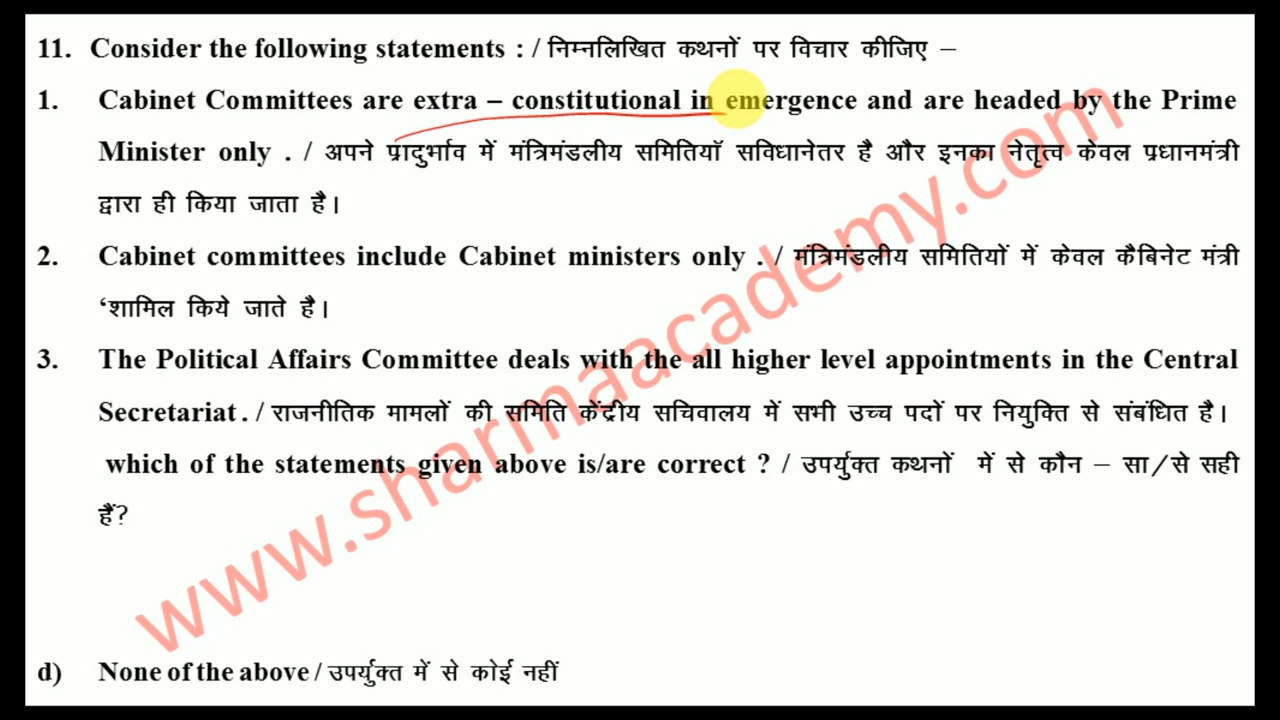 11. Consider the following statements : / निम्नलिखित कथनों पर विचार कीजिए –
1. Cabinet Committees are extra – constitutional in emergence and are headed by the Prime
Minister only . / अपने प्रादुर्भाव में मंत्रिमंडलीय समितियॉ सविधानेतर है और इनका नेतृत्व केवल प्रधानमंत्री
द्वारा ही किया जाता है।
2. Cabinet committees include Cabinet ministers only . / मंत्रिमंडलीय समितियों में केवल कैबिनेट मंत्री
‘शामिल किये जाते है।
3. The Political Affairs Committee deals with the all higher level appointments in the Central
Secretariat . / राजनीतिक मामलों की समिति केंद्रीय सचिवालय में सभी उच्च पदों पर नियुक्ति से संबंधित है।
which of the statements given above is/are correct ? / उपर्युक्त कथनों में से कौन – सा/से सही
हैं?
d) None of the above / उपर्युक्त में से कोई नहीं
www.sharmaacademy.com